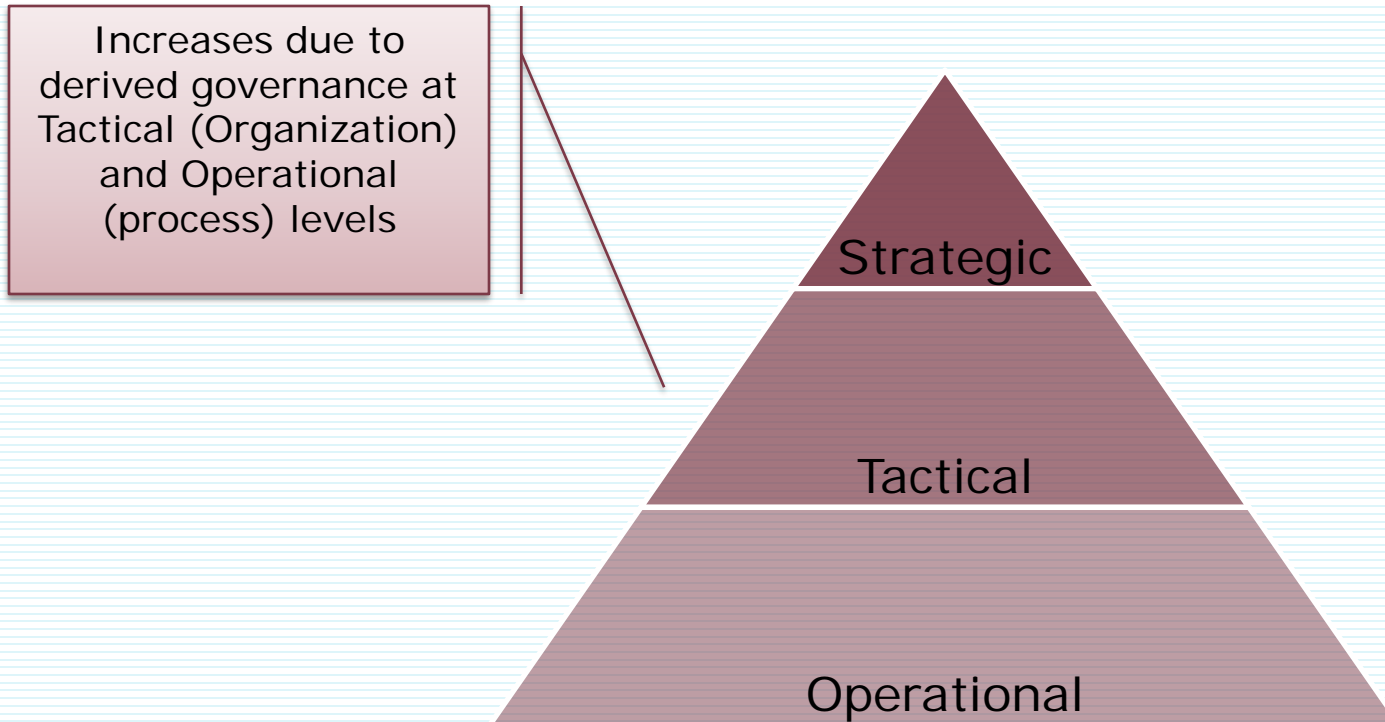 Increases due to
derived governance at
Tactical (Organization)
and Operational
(process) levels
Strategic
Tactical
Operational